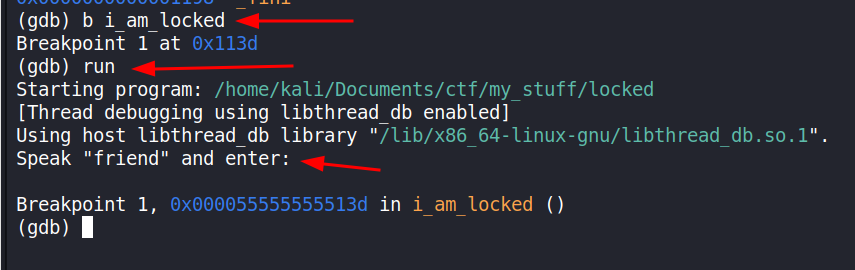 (gdb) b i_am_locked
Breakpoint 1 at 0x113d
(gdb) run
Starting program: /home/kali/Documents/ctf/my_stuff/locked
[Thread debugging using libthread_db enabled]
Using host libthread_db library "/lib/x86_64-linux-gnu/libthread_db.so.1".
Speak "friend" and enter:
Breakpoint 1, 0x000055555555513d in i_am_locked ()
(gdb)